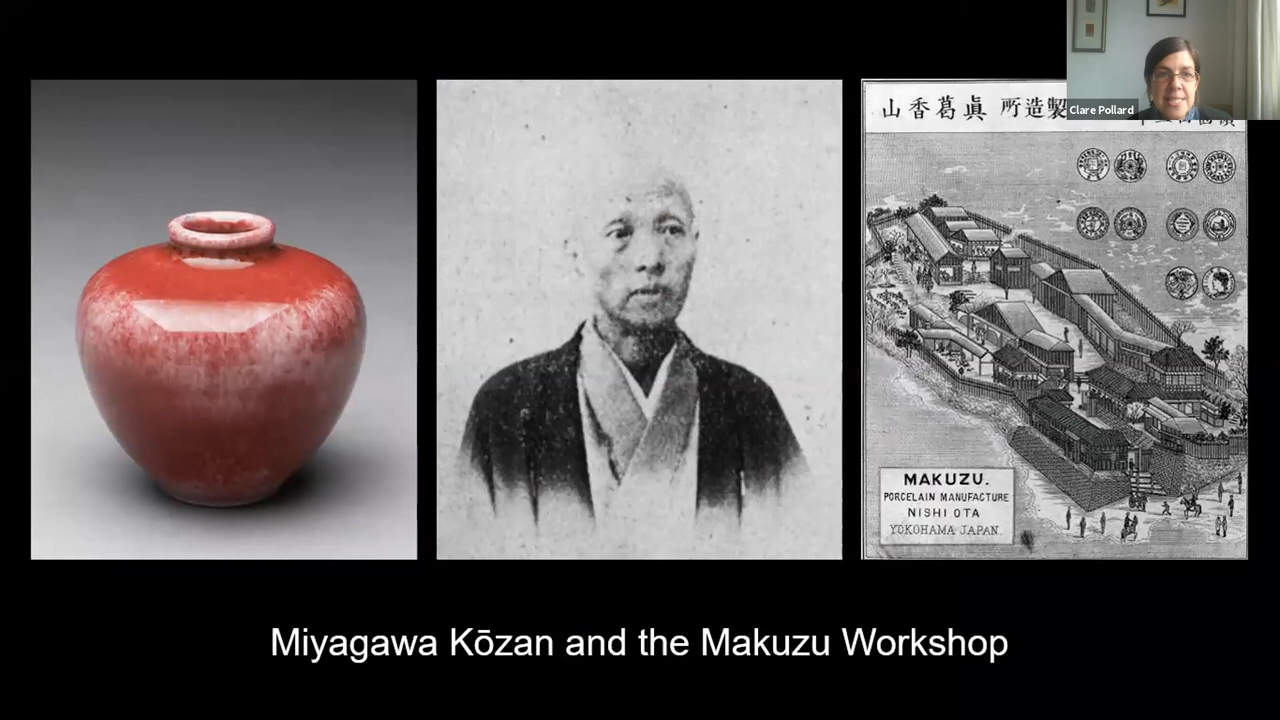 Clare Pollard
山香葛眞 所造製
MAKUZU.
PORCELAIN MANUFACTURE
NISHI OTA
YOKOHAMA JAPAN.
Miyagawa Kōzan and the Makuzu Workshop